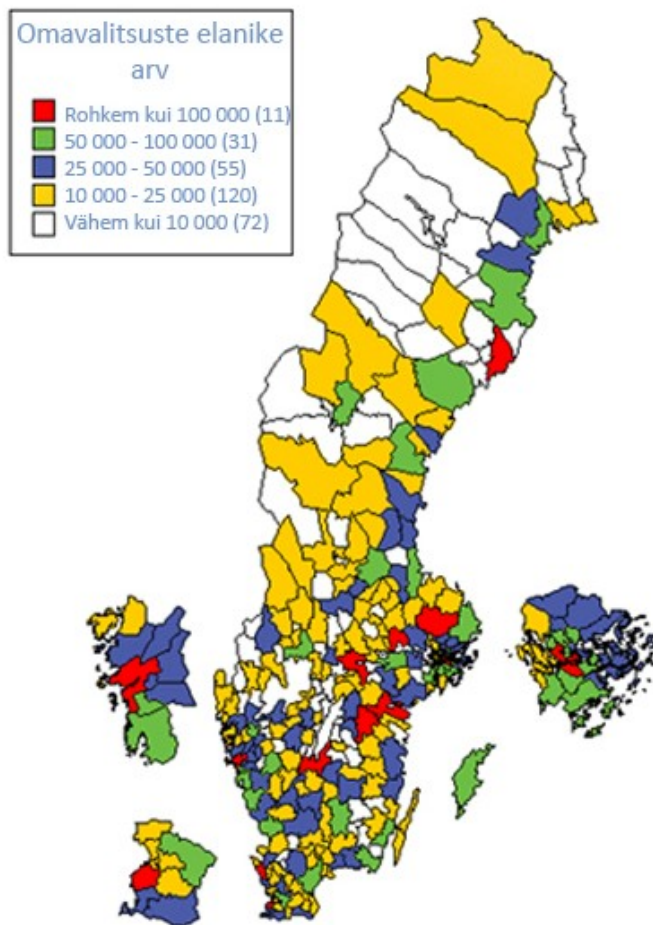 Omavalitsuste elanike
arv
Rohkem kui 100 000 (11)
50 000 - 100 000 (31)
25 000 - 50 000 (55)
10 000 - 25 000 (120)
Vähem kui 10 000 (72)